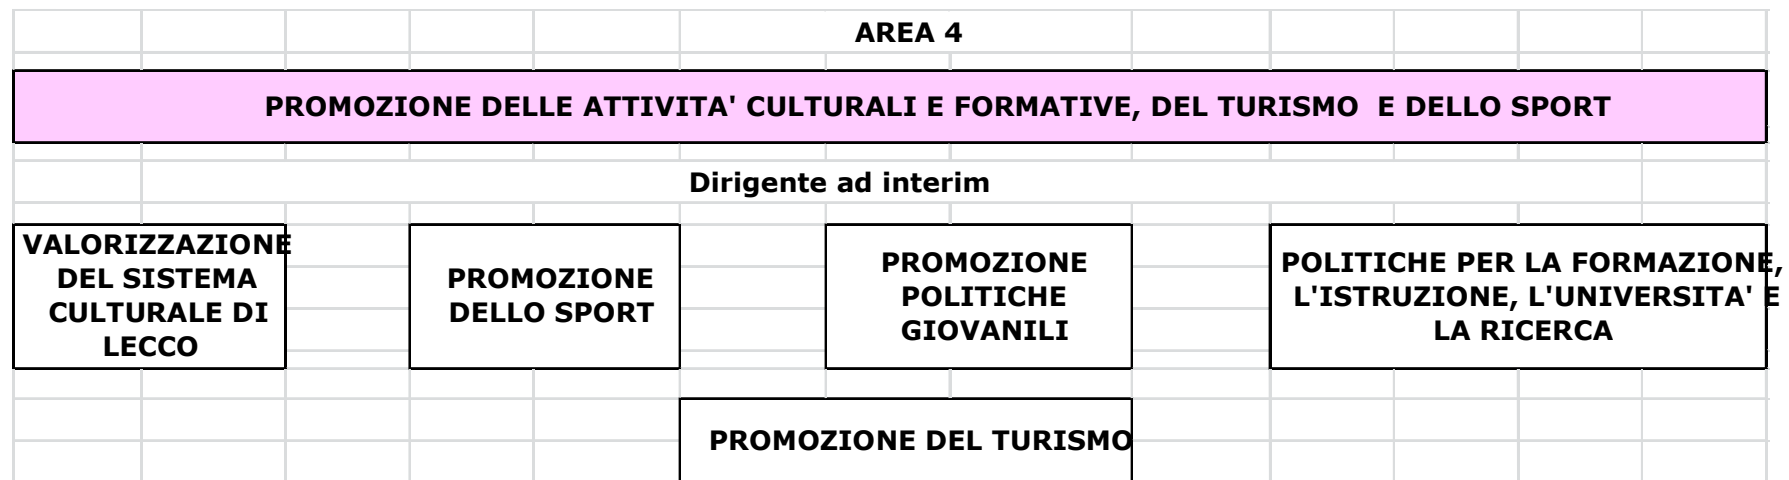 AREA 4
PROMOZIONE DELLE ATTIVITA' CULTURALI E FORMATIVE, DEL TURISMO  E DELLO SPORT
Dirigente ad interim
VALORIZZAZIONE
DEL SISTEMA
CULTURALE DI
LECCO
PROMOZIONE
DELLO SPORT
PROMOZIONE
POLITICHE
GIOVANILI
POLITICHE PER LA FORMAZIONE,
L'ISTRUZIONE, L'UNIVERSITA' E
LA RICERCA
PROMOZIONE DEL TURISMO